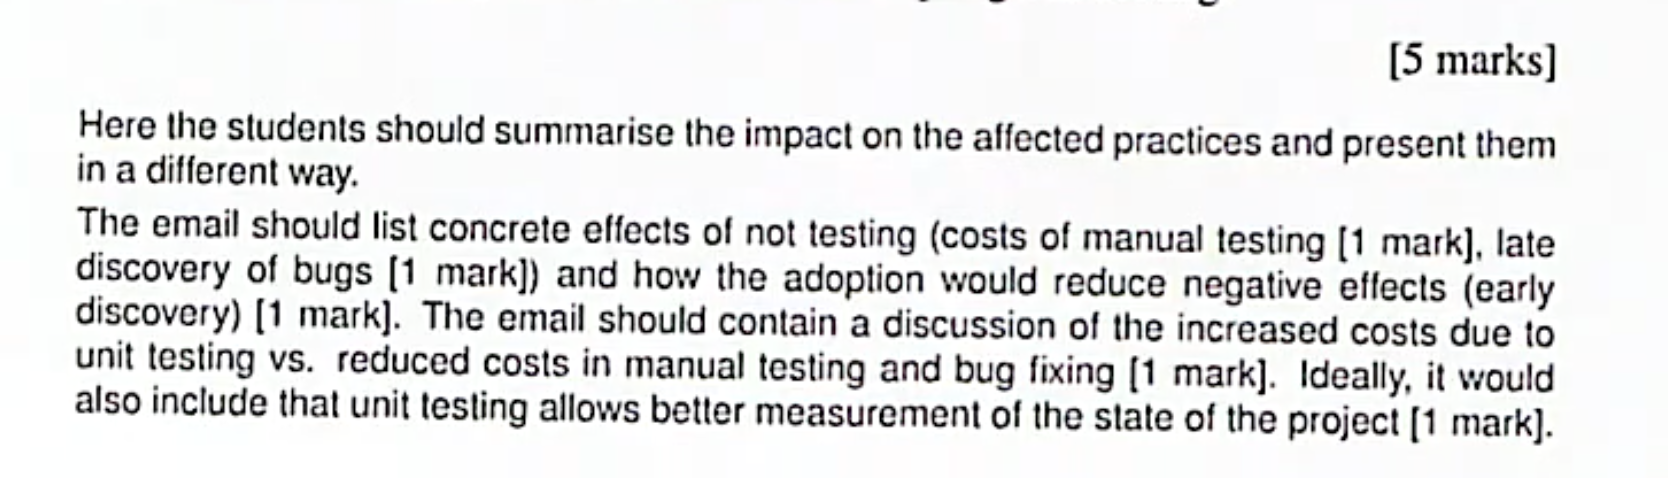 [5 marks]
Here the students should summarise the impact on the affected practices and present them
in a different way.
The email should list concrete effects of not testing (costs of manual testing [1 mark], late
discovery of bugs [1 mark]) and how the adoption would reduce negative effects (early
discovery) [1 mark]. The email should contain a discussion of the increased costs due to
unit testing vs. reduced costs in manual testing and bug fixing [1 mark]. Ideally, it would
also include that unit testing allows better measurement of the state of the project [1 mark].